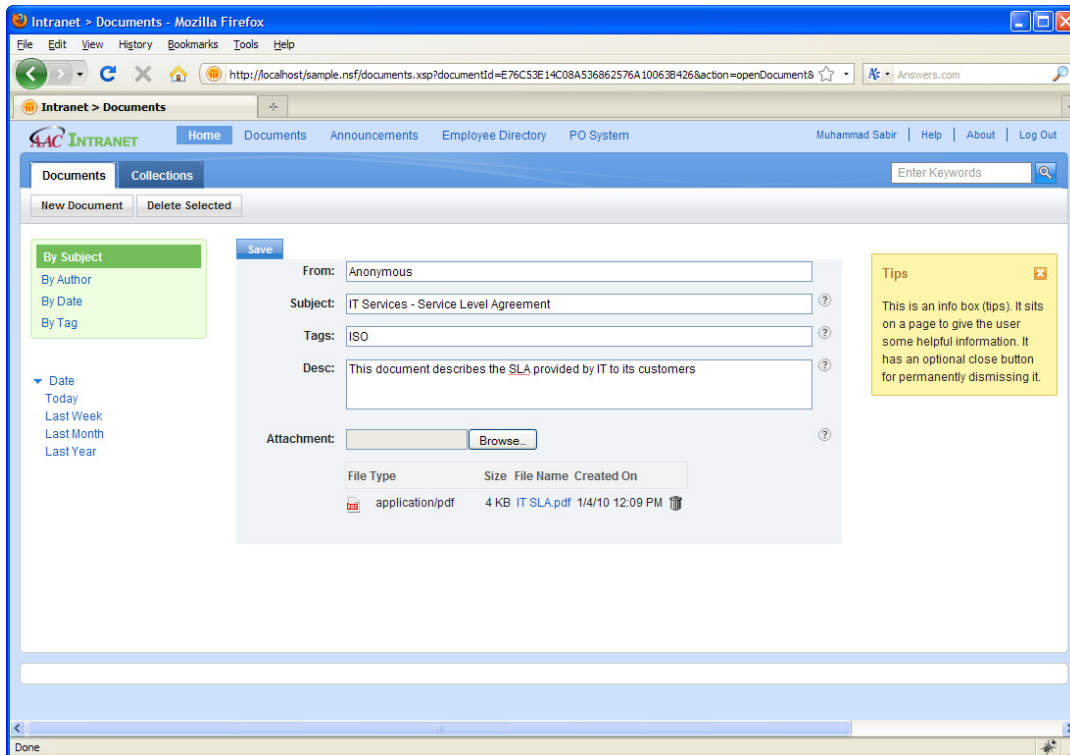 Intranet > Documents - Mozilla Firefox
File Edit View History Bookmarks Tools Help
http://localhost/sample.nsf/documents.xsp?documentId=E76C53E14C08A536862576A10063B426&action=openDocument& Answers.com
Intranet > Documents
AAC INTRANET Home Documents Announcements Employee Directory PO System Muhammad Sabir | Help | About | Log Out
Documents Collections Enter Keywords
New Document Delete Selected
By Subject
By Author
By Date
By Tag
Date
Today
Last Week
Last Month
Last Year
Save
From: Anonymous
Subject: IT Services - Service Level Agreement ?
Tags: ISO ?
Desc: This document describes the SLA provided by IT to its customers ?
Attachment: Browse... ?
File Type Size File Name Created On
application/pdf 4 KB IT SLA.pdf 1/4/10 12:09 PM
Tips
This is an info box (tips). It sits
on a page to give the user
some helpful information. It
has an optional close button
for permanently dismissing it.
Done